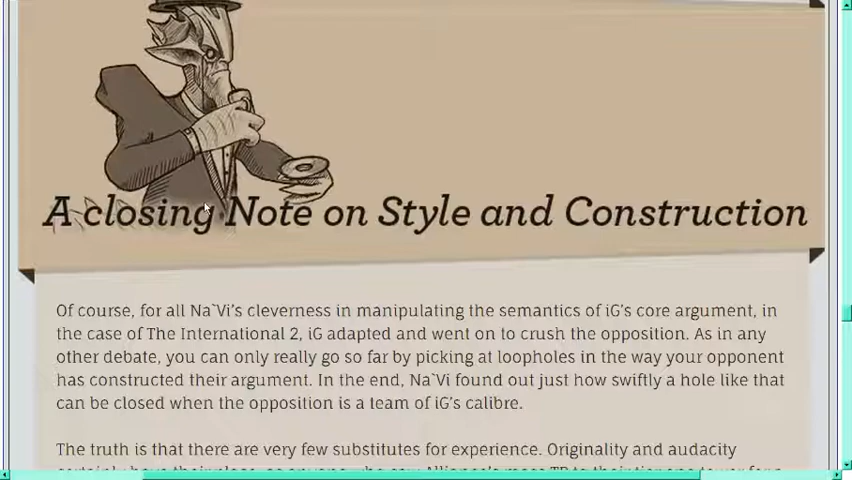 A closing Note on Style and Construction
Of course, for all Na`Vi's cleverness in manipulating the semantics of iG's core argument, in
the case of The International 2, iG adapted and went on to crush the opposition. As in any
other debate, you can only really go so far by picking at loopholes in the way your opponent
has constructed their argument. In the end, Na`Vi found out just how swiftly a hole like that
can be closed when the opposition is a team of iG's calibre.
The truth is that there are very few substitutes for experience. Originality and audacity